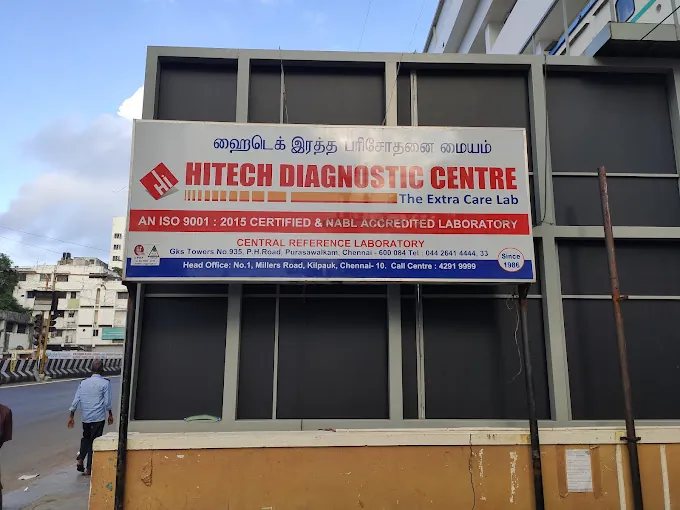 ஹைடெக் இரத்த பரிசோதனை மையம்
Hi HITECH DIAGNOSTIC CENTRE
The Extra Care Lab
AN ISO 9001 : 2015 CERTIFIED & NABL ACCREDITED LABORATORY
CENTRAL REFERENCE LABORATORY
Gks Towers No 935, P.H.Road, Purasawalkam, Chennai - 600 084 Tel : 044 2641 4444, 33
Head Office: No.1, Millers Road, Kilpauk, Chennai- 10. Call Centre : 4291 9999
Since
1986